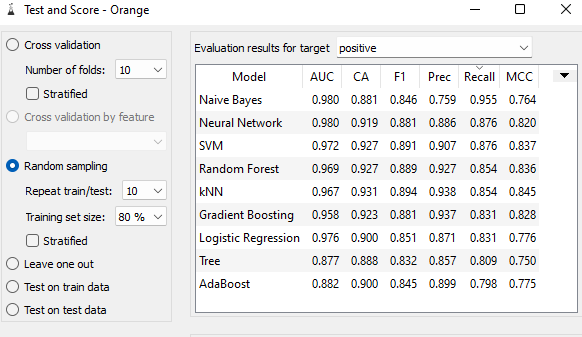 Test and Score - Orange
Cross validation
Number of folds: 10
Stratified
Cross validation by feature
Random sampling
Repeat train/test: 10
Training set size: 80 %
Stratified
Leave one out
Test on train data
Test on test data
Evaluation results for target positive
Model AUC CA F1 Prec Recall MCC
Naive Bayes 0.980 0.881 0.846 0.759 0.955 0.764
Neural Network 0.980 0.919 0.881 0.886 0.876 0.820
SVM 0.972 0.927 0.891 0.907 0.876 0.837
Random Forest 0.969 0.927 0.889 0.927 0.854 0.836
kNN 0.967 0.931 0.894 0.938 0.854 0.845
Gradient Boosting 0.958 0.923 0.881 0.937 0.831 0.828
Logistic Regression 0.976 0.900 0.851 0.871 0.831 0.776
Tree 0.877 0.888 0.832 0.857 0.809 0.750
AdaBoost 0.882 0.900 0.845 0.899 0.798 0.775